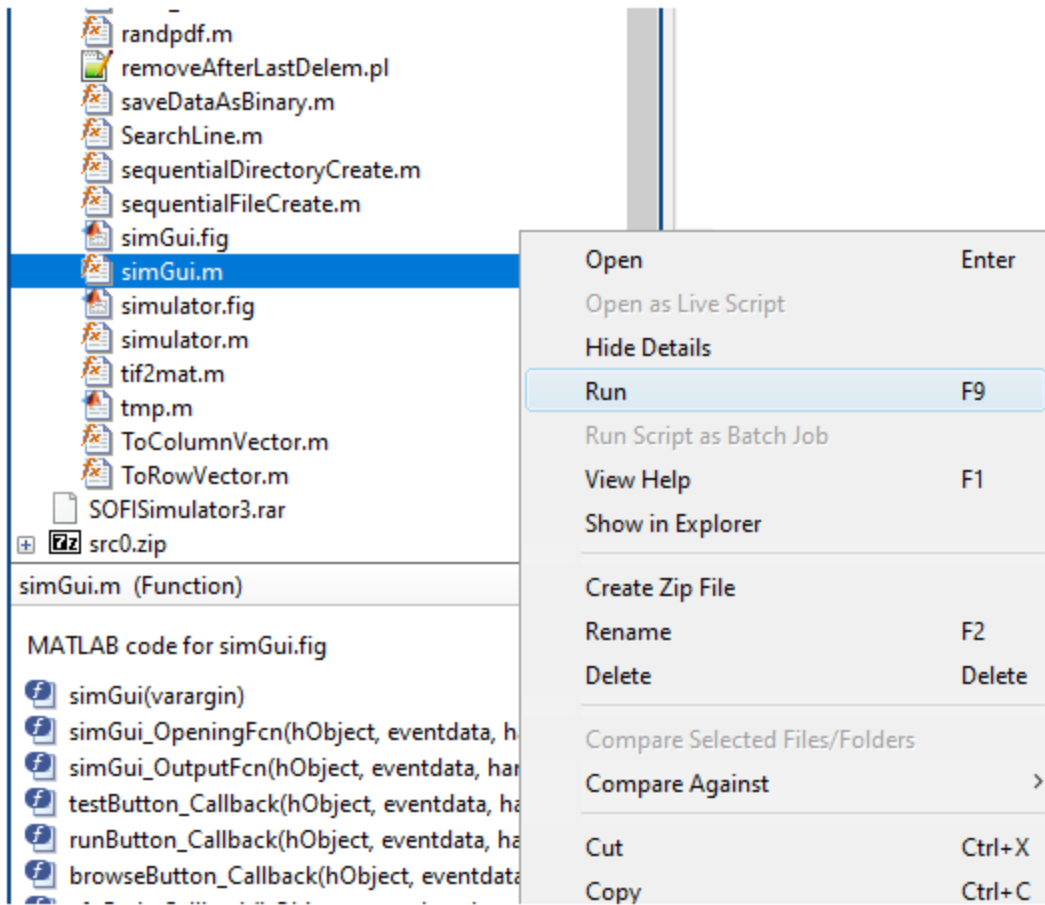 randpdf.m
removeAfterLastDelem.pl
saveDataAsBinary.m
SearchLine.m
sequentialDirectoryCreate.m
sequentialFileCreate.m
simGui.fig
simGui.m
simulator.fig
simulator.m
tif2mat.m
tmp.m
ToColumnVector.m
ToRowVector.m
SOFISimulator3.rar
src0.zip
simGui.m (Function)
MATLAB code for simGui.fig
simGui(varargin)
simGui_OpeningFcn(hObject, eventdata, h
simGui_OutputFcn(hObject, eventdata, har
testButton_Callback(hObject, eventdata, ha
runButton_Callback(hObject, eventdata, ha
browseButton_Callback(hObject, eventdata
Open Enter
Open as Live Script
Hide Details
Run F9
Run Script as Batch Job
View Help F1
Show in Explorer
Create Zip File
Rename F2
Delete Delete
Compare Selected Files/Folders
Compare Against
Cut Ctrl+X
Copy Ctrl+C